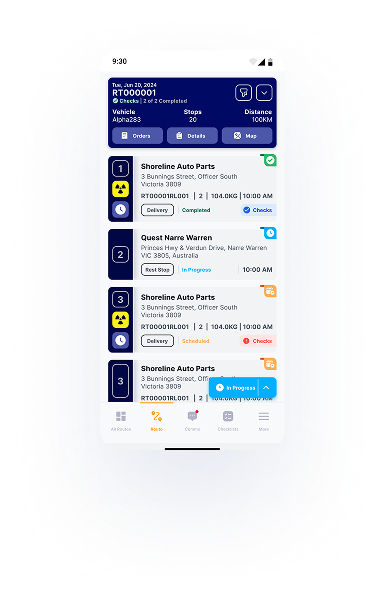 9:30
Tue, Jun 20, 2024
RT000001
Checks | 2 of 2 Completed
Vehicle
Stops
Distance
Alpha283
20
100KM
Orders
Details
Map
1
Shoreline Auto Parts
3 Bunnings Street, Officer South
Victoria 3809
RT00001RL001 | 2 | 104.0KG | 10:00 AM
Delivery
Completed
Checks
2
Quest Narre Warren
Princes Hwy & Verdun Drive, Narre Warren
VIC 3805, Australia
Rest Stop
In Progress
10:00 AM
3
Shoreline Auto Parts
3 Bunnings Street, Officer South
Victoria 3809
RT00001RL001 | 2 | 104.0KG | 10:00 AM
Delivery
Scheduled
Checks
3
Shoreline Auto Parts
3 Bunnings Street, Officer South
Victoria 3809
In Progress
RT00001RL001 | 2 | 104.0KG | 10:00 AM
All Routes
Route
Comms
Checklists
More